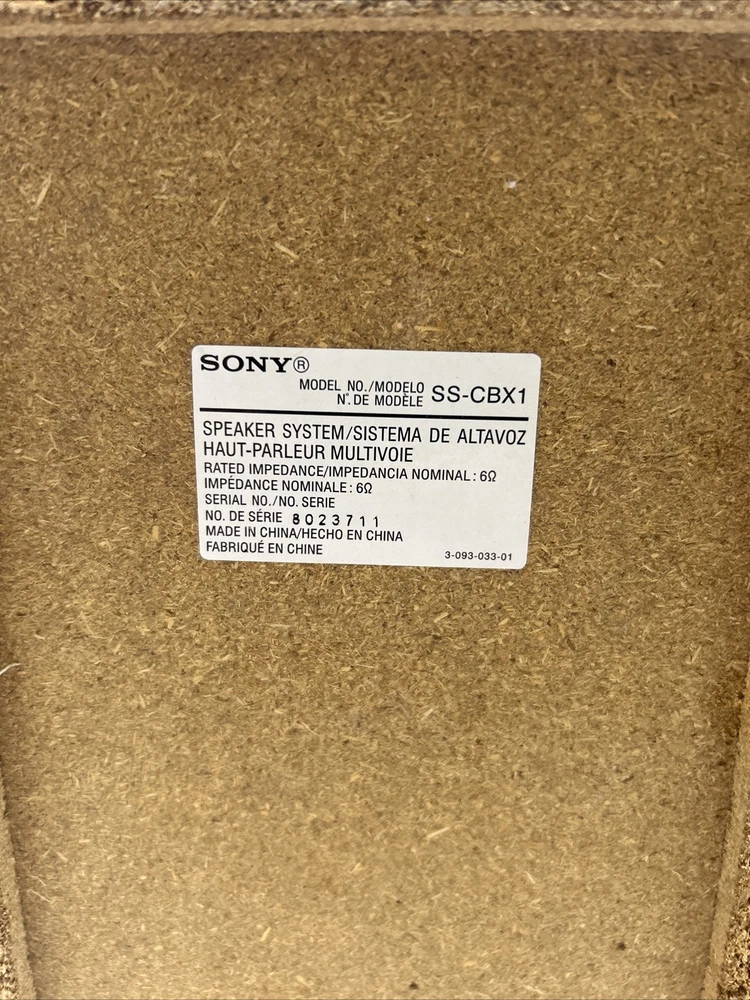 SONY®
MODEL NO./MODELO
N°. DE MODÈLE SS-CBX1
SPEAKER SYSTEM/SISTEMA DE ALTAVOZ
HAUT-PARLEUR MULTIVOIE
RATED IMPEDANCE/IMPEDANCIA NOMINAL: 6Ω
IMPÉDANCE NOMINALE: 6Ω
SERIAL NO./NO. SERIE
NO. DE SÉRIE 8023711
MADE IN CHINA/HECHO EN CHINA
FABRIQUÉ EN CHINE 3-093-033-01